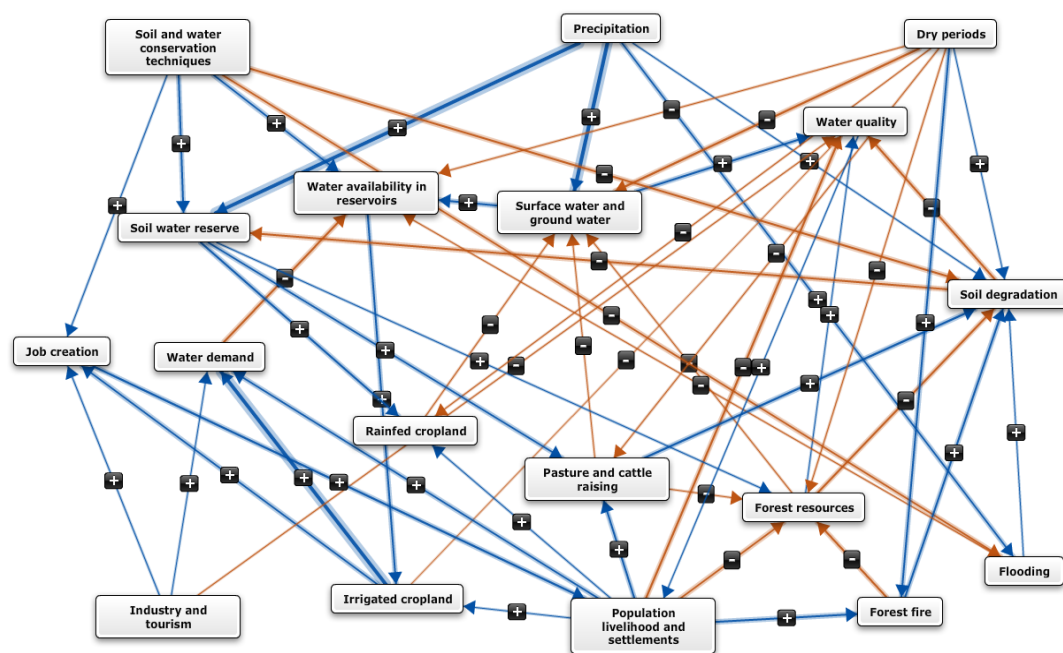 Soil and water
conservation
techniques
Precipitation
Dry periods
Water quality
Water availability in
reservoirs
Surface water and
ground water
Soil water reserve
Soil degradation
Job creation
Water demand
Rainfed cropland
Pasture and cattle
raising
Forest resources
Flooding
Industry and
tourism
Irrigated cropland
Population
livelihood and
settlements
Forest fire